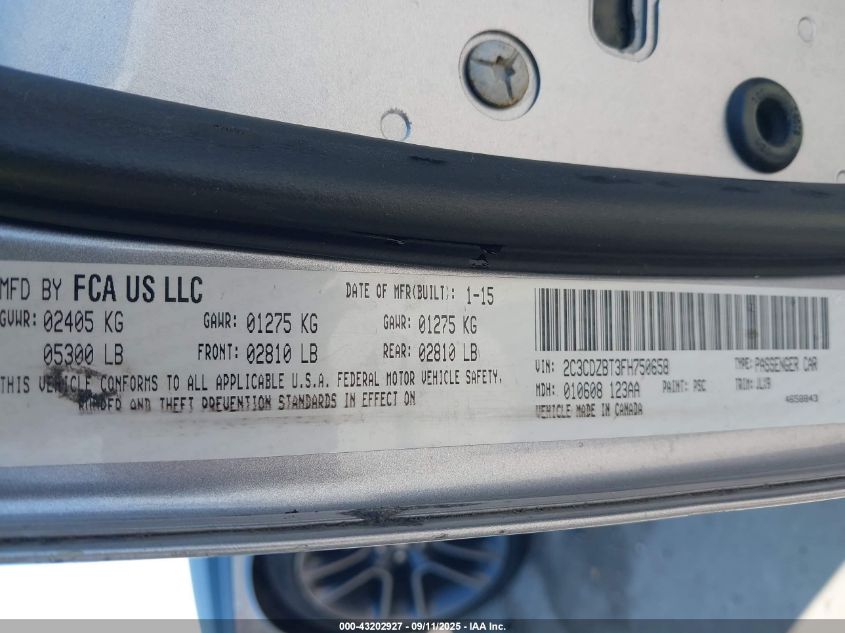 MFD BY FCA US LLC
DATE OF MFR(BUILT): 1-15
GVWR: 02405 KG
GAWR: 01275 KG
GAWR: 01275 KG
05300 LB
FRONT: 02810 LB
REAR: 02810 LB
THIS VEHICLE CONFORMS TO ALL APPLICABLE U.S.A. FEDERAL MOTOR VEHICLE SAFETY,
AND THEFT PREVENTION STANDARDS IN EFFECT ON
VIN: 2C3CDZBT3FH750658
TYPE: PASSENGER CAR
MDH: 010608 123AA
PAINT: PSC
TRIM: JLV9
VEHICLE MADE IN CANADA
4658843
000-43202927 - 09/11/2025 - IAA Inc.